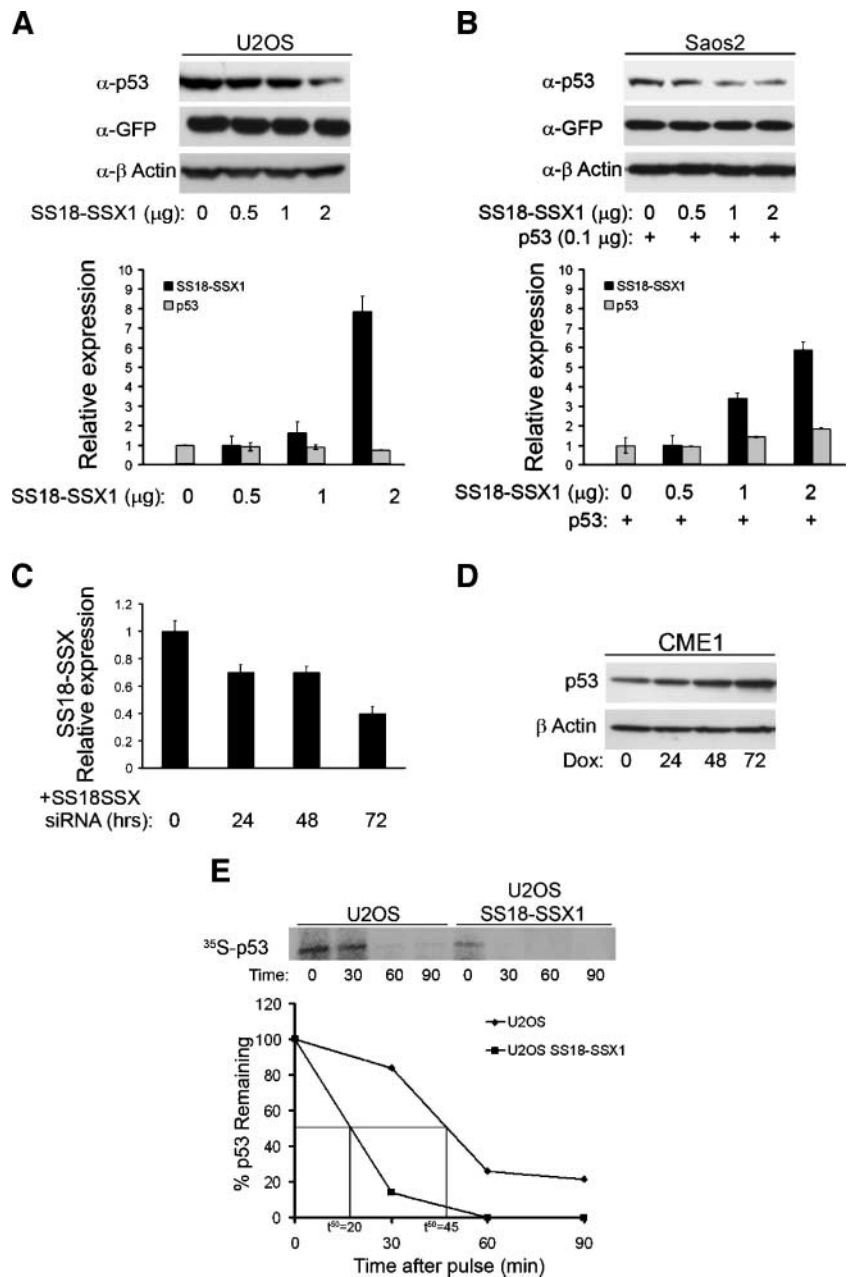 A
U2OS
α-p53
α-GFP
α-β Actin
SS18-SSX1 (μg): 0 0.5 1 2
Relative expression
10
9
8
7
6
5
4
3
2
1
0
SS18-SSX1
p53
SS18-SSX1 (μg): 0 0.5 1 2
B
Saos2
α-p53
α-GFP
α-β Actin
SS18-SSX1 (μg): 0 0.5 1 2
p53 (0.1 μg): + + + +
Relative expression
10
9
8
7
6
5
4
3
2
1
0
SS18-SSX1
p53
SS18-SSX1 (μg): 0 0.5 1 2
p53: + + + +
C
SS18-SSX
Relative expression
1.2
1
0.8
0.6
0.4
0.2
0
+SS18SSX
siRNA (hrs): 0 24 48 72
D
CME1
p53
β Actin
Dox: 0 24 48 72
E
U2OS
U2OS
SS18-SSX1
³⁵S-p53
Time: 0 30 60 90 0 30 60 90
% p53 Remaining
120
100
80
60
40
20
0
U2OS
U2OS SS18-SSX1
t⁵⁰=20 t⁵⁰=45
0 30 60 90
Time after pulse (min)